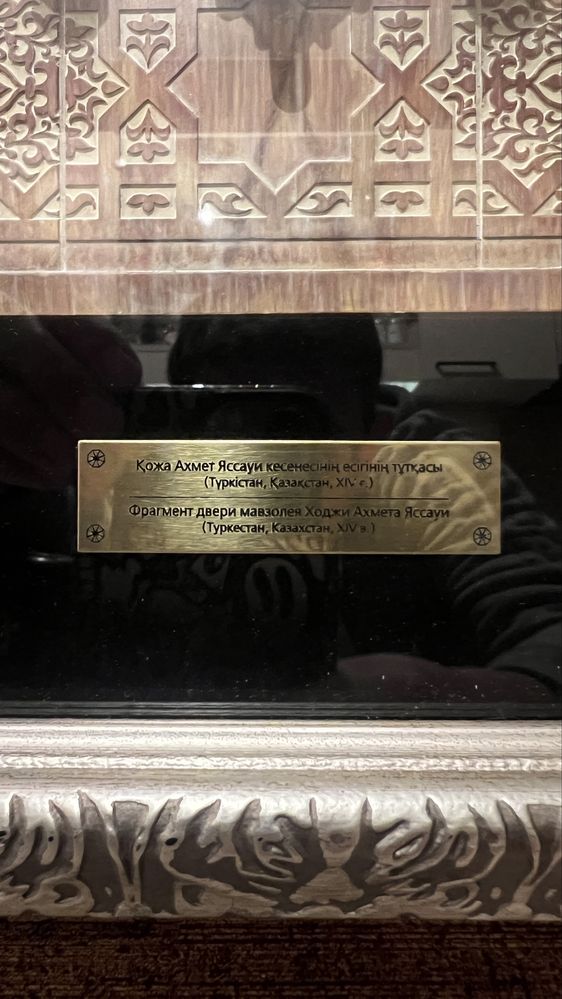 Қожа Ахмет Яссауи кесенесінің есігінің тұтқасы
(Түркістан, Қазақстан, XIV ғ.)
Фрагмент двери мавзолея Ходжи Ахмета Яссауи
(Туркестан, Казахстан, XIV в.)